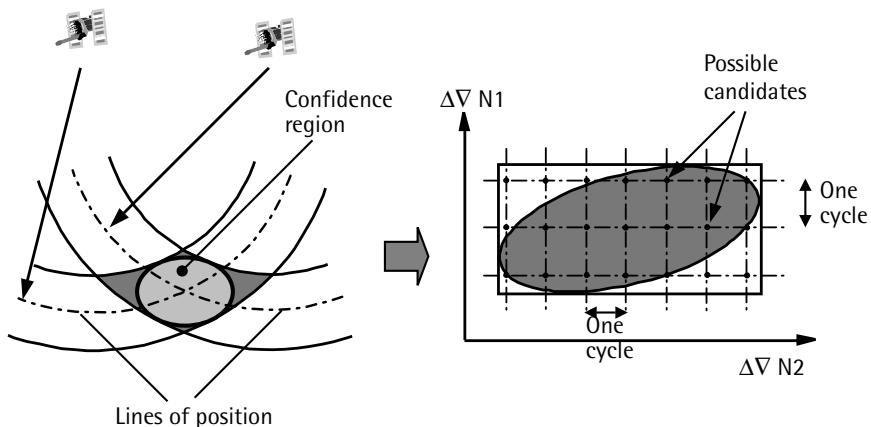 Confidence
region
Lines of position
Δ∇ N1
Possible
candidates
One
cycle
One
cycle
Δ∇ N2